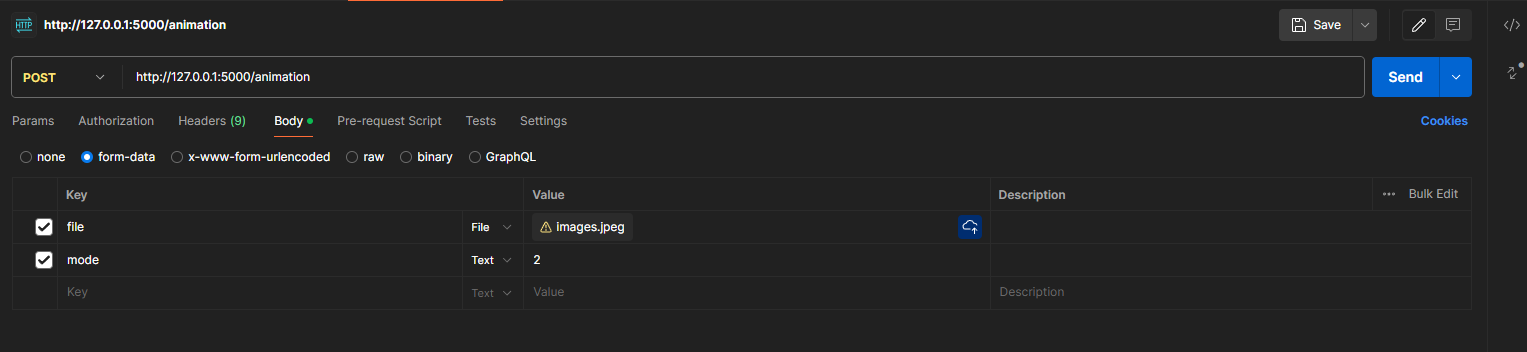 HTTP http://127.0.0.1:5000/animation Save
POST http://127.0.0.1:5000/animation Send
Params Authorization Headers (9) Body Pre-request Script Tests Settings Cookies
none form-data x-www-form-urlencoded raw binary GraphQL
Key Value Description ••• Bulk Edit
file File images.jpeg
mode Text 2
Key Text Value Description